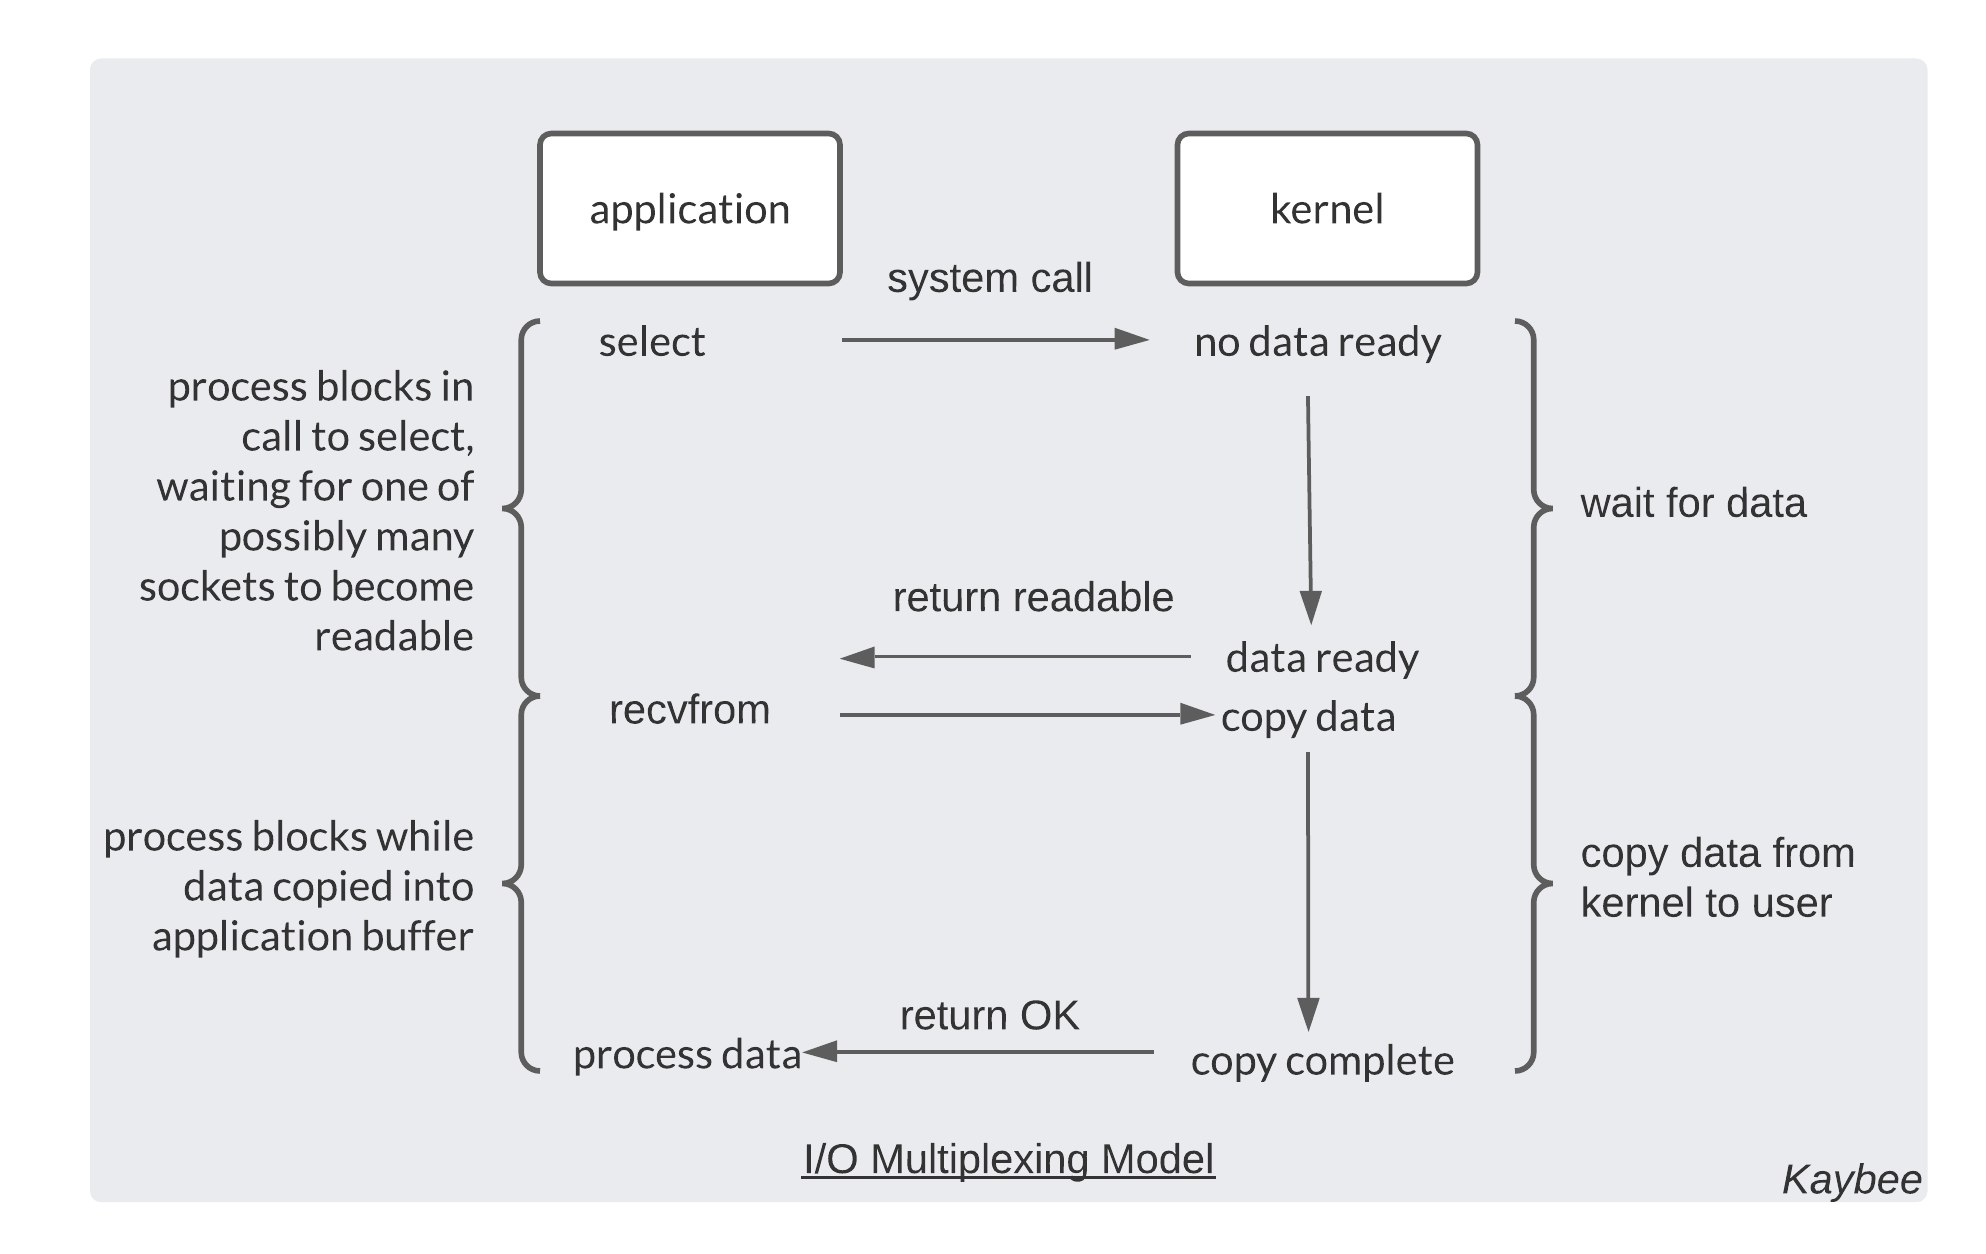 application
kernel
system call
select
no data ready
process blocks in
call to select,
waiting for one of
possibly many
sockets to become
readable
wait for data
return readable
data ready
recvfrom
copy data
process blocks while
data copied into
application buffer
copy data from
kernel to user
return OK
process data
copy complete
I/O Multiplexing Model
Kaybee